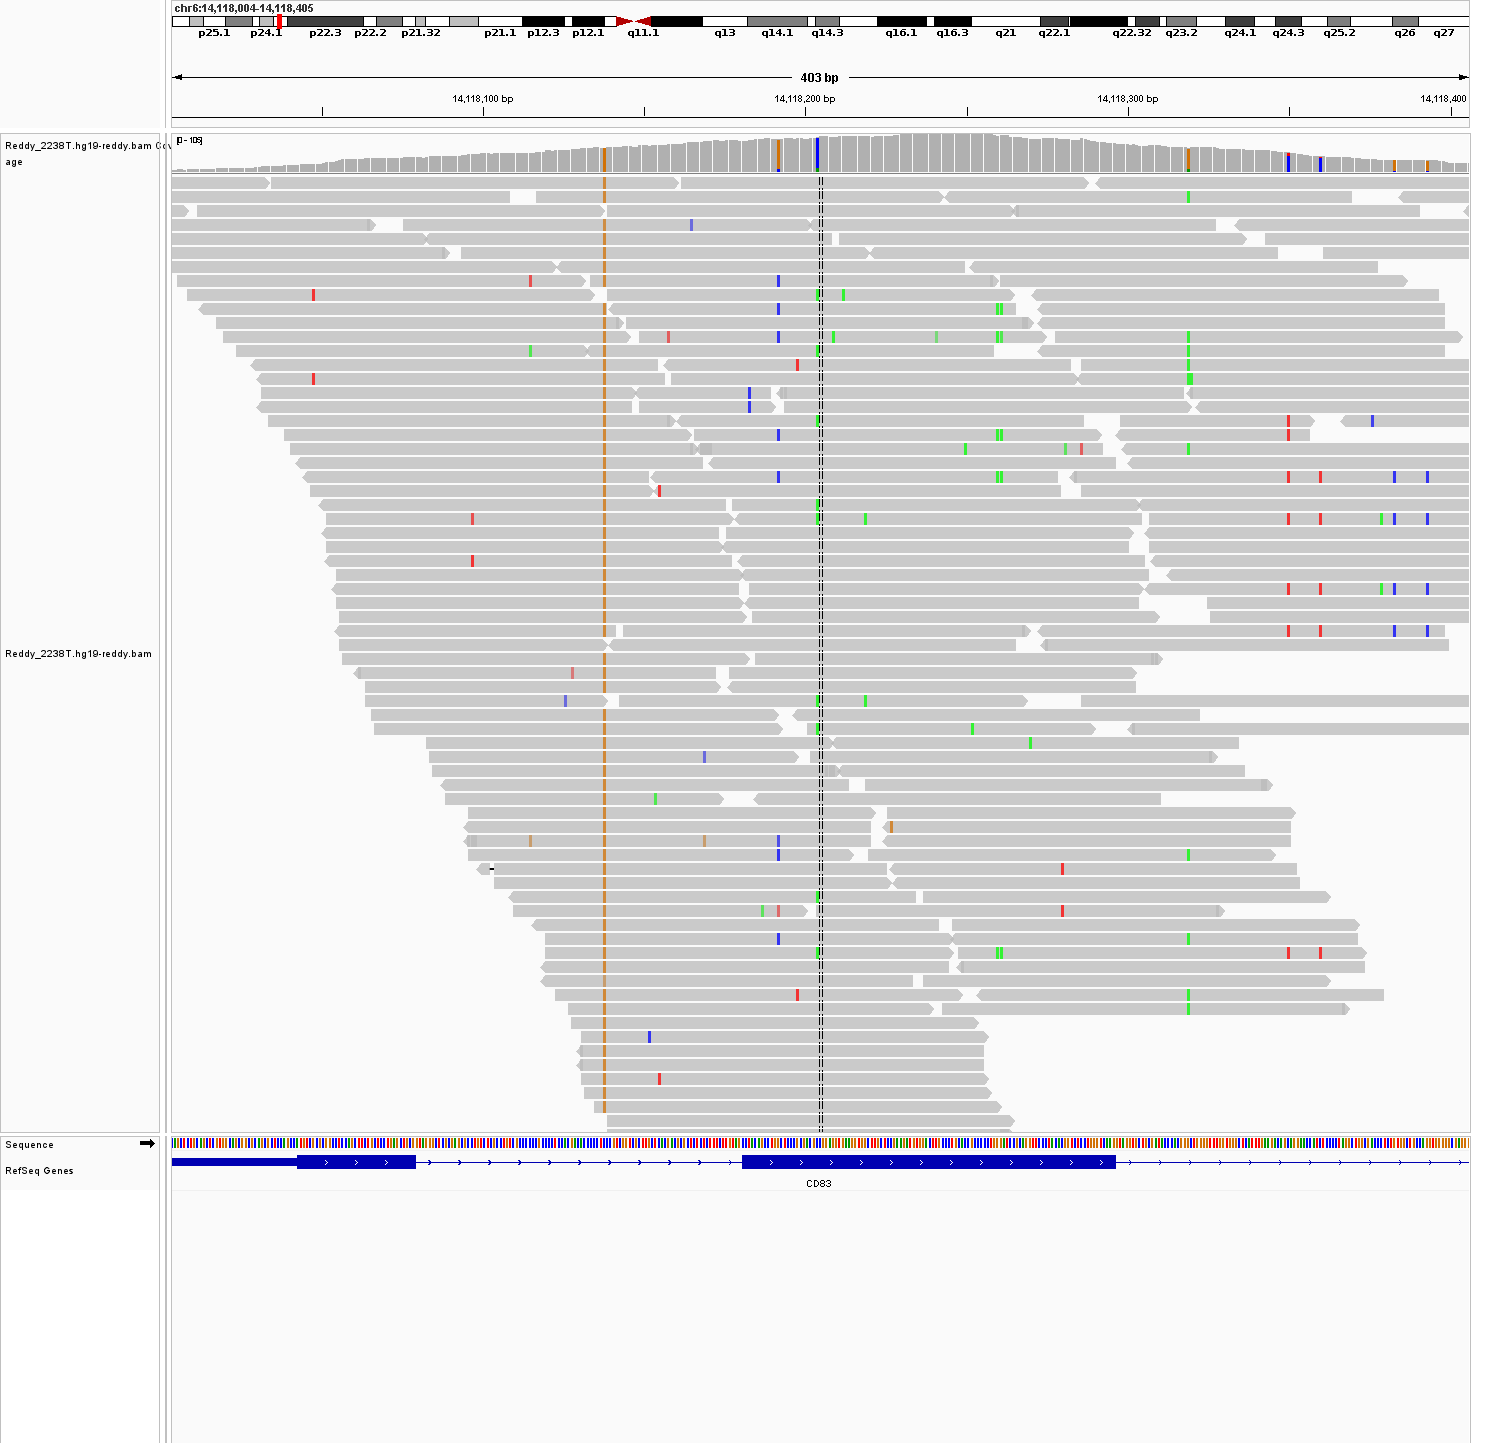 chr6:14,118,004-14,118,405
p25.1 p24.1 p22.3 p22.2 p21.32 p21.1 p12.3 p12.1 q11.1 q13 q14.1 q14.3 q16.1 q16.3 q21 q22.1 q22.32 q23.2 q24.1 q24.3 q25.2 q26 q27
403 bp
14,118,100 bp 14,118,200 bp 14,118,300 bp 14,118,400
Reddy_2238T.hg19-reddy.bam Cov
age
[0 - 106]
Reddy_2238T.hg19-reddy.bam
Sequence
RefSeq Genes
CD83